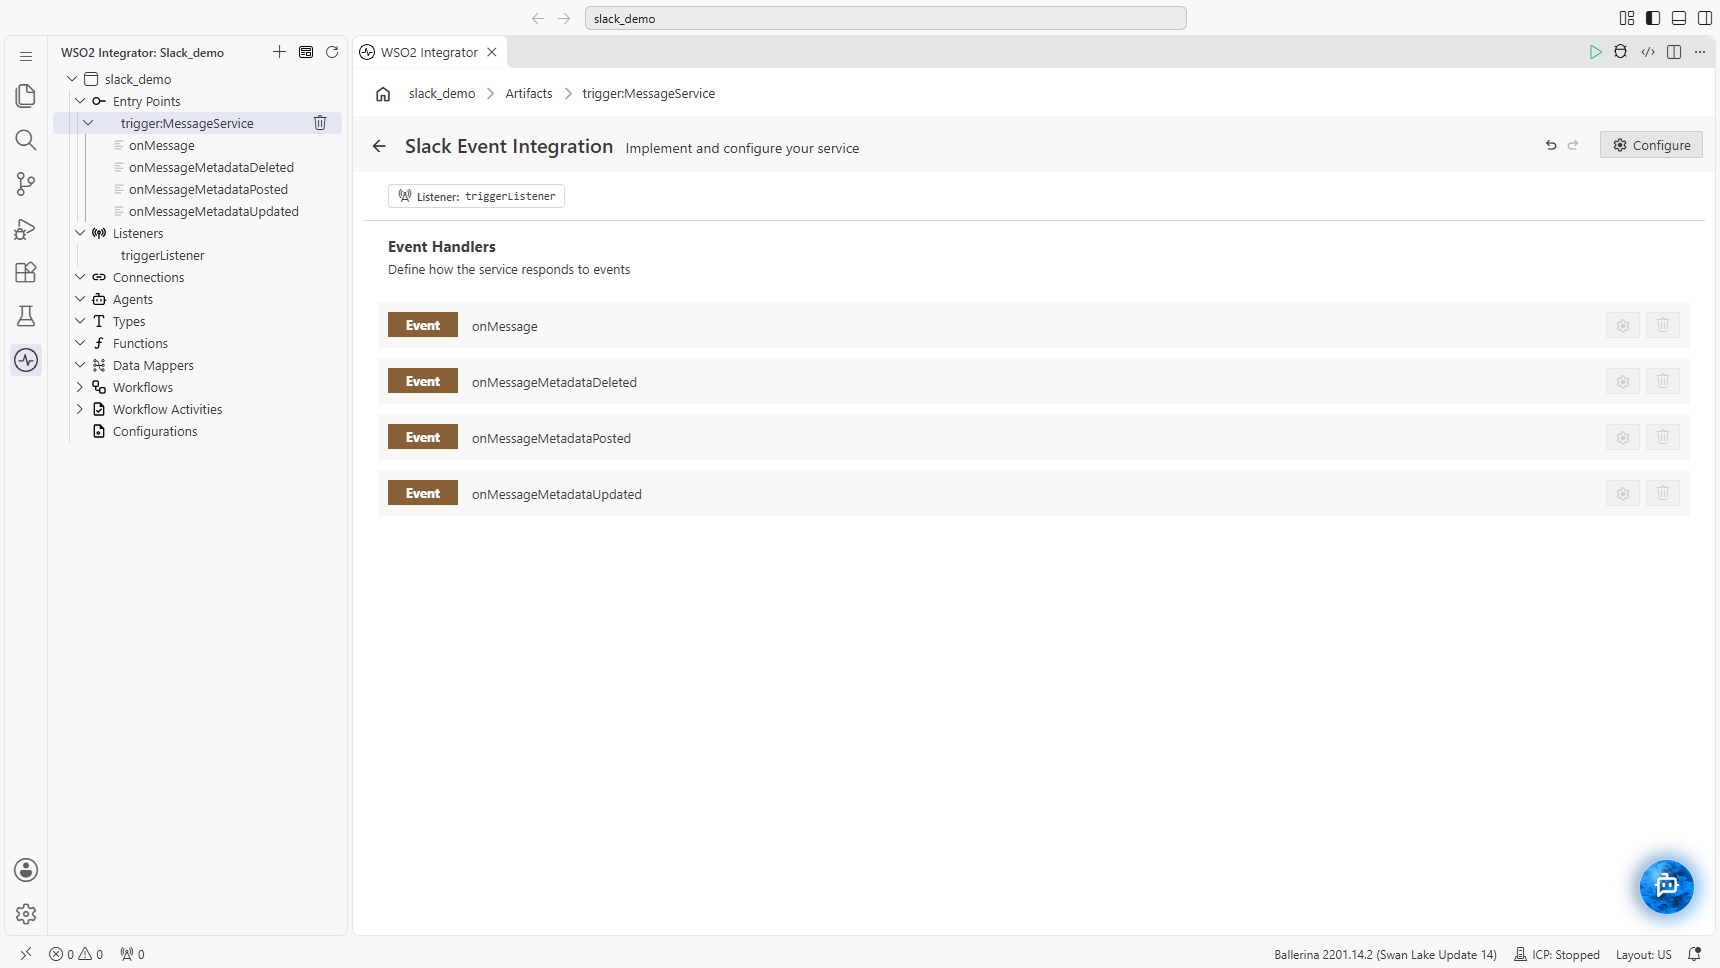 slack_demo
WSO2 Integrator: Slack_demo
WSO2 Integrator
slack_demo
Entry Points
trigger:MessageService
onMessage
onMessageMetadataDeleted
onMessageMetadataPosted
onMessageMetadataUpdated
Listeners
triggerListener
Connections
Agents
Types
Functions
Data Mappers
Workflows
Workflow Activities
Configurations
slack_demo
Artifacts
trigger:MessageService
Slack Event Integration
Implement and configure your service
Configure
Listener: triggerListener
Event Handlers
Define how the service responds to events
Event onMessage
Event onMessageMetadataDeleted
Event onMessageMetadataPosted
Event onMessageMetadataUpdated
0 0 0
Ballerina 2201.14.2 (Swan Lake Update 14)
ICP: Stopped
Layout: US